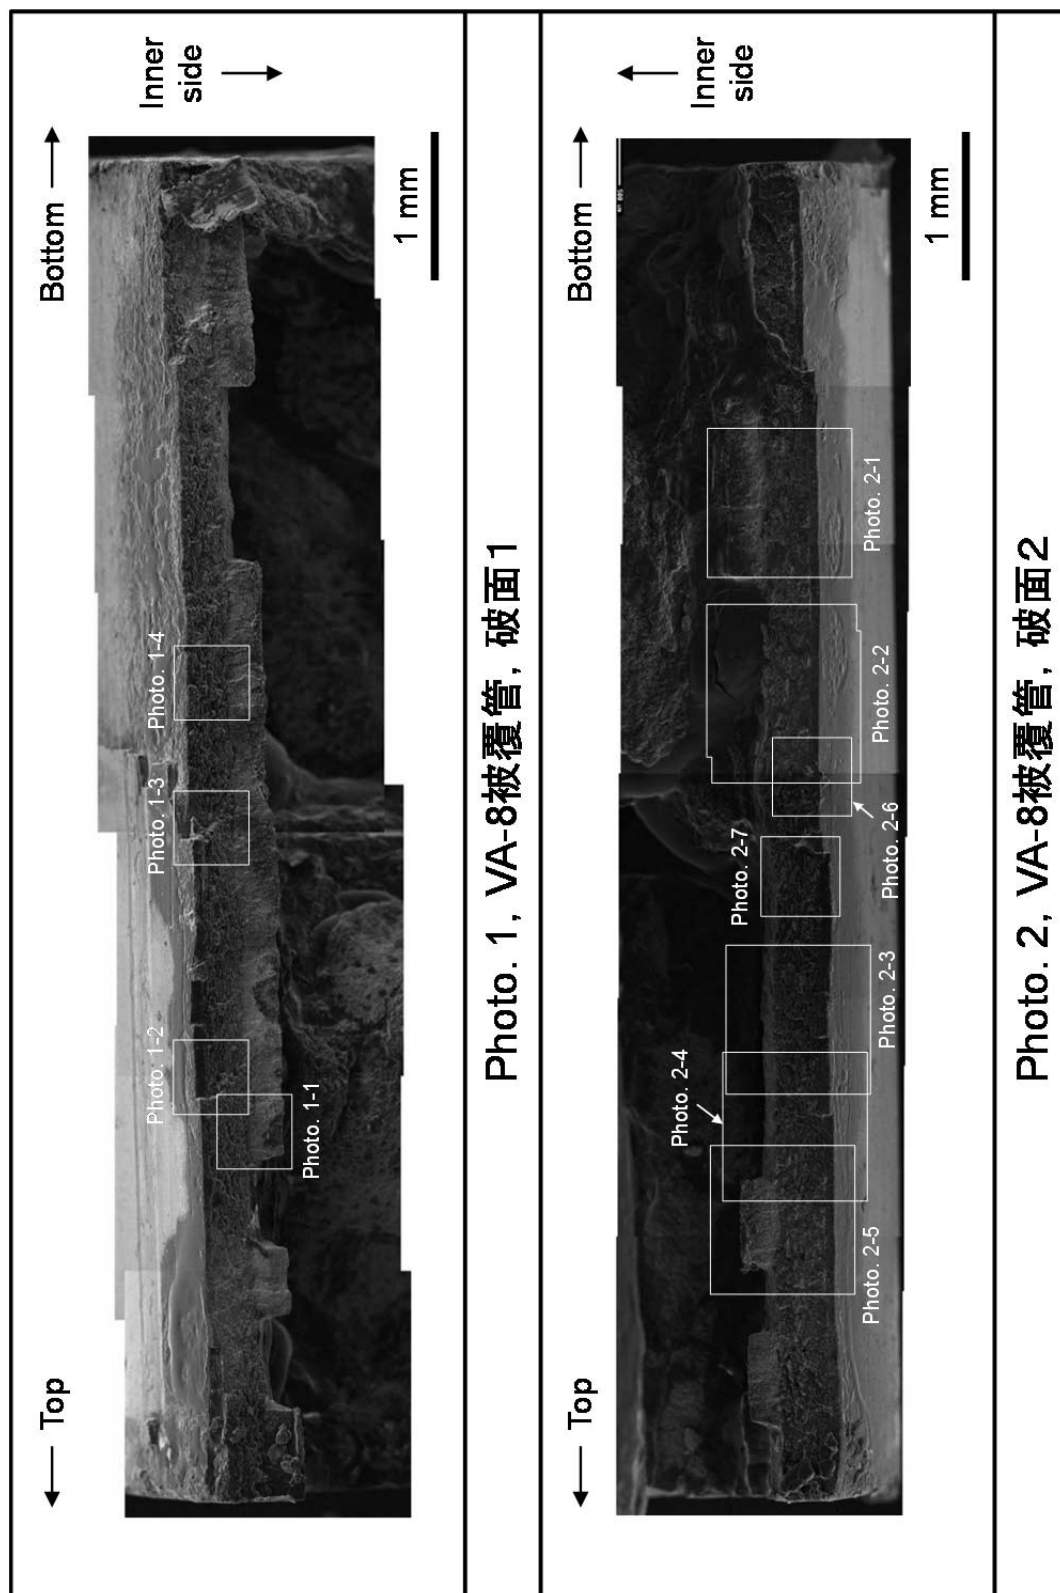 ← Top
Bottom →
Inner
side
Photo. 1-2
Photo. 1-3
Photo. 1-4
Photo. 1-1
1 mm
Photo. 1, VA-8被覆管, 破面1
← Top
Bottom →
Inner
side
Photo. 2-4
Photo. 2-7
Photo. 2-5
Photo. 2-3
Photo. 2-6
Photo. 2-2
Photo. 2-1
1 mm
Photo. 2, VA-8被覆管, 破面2